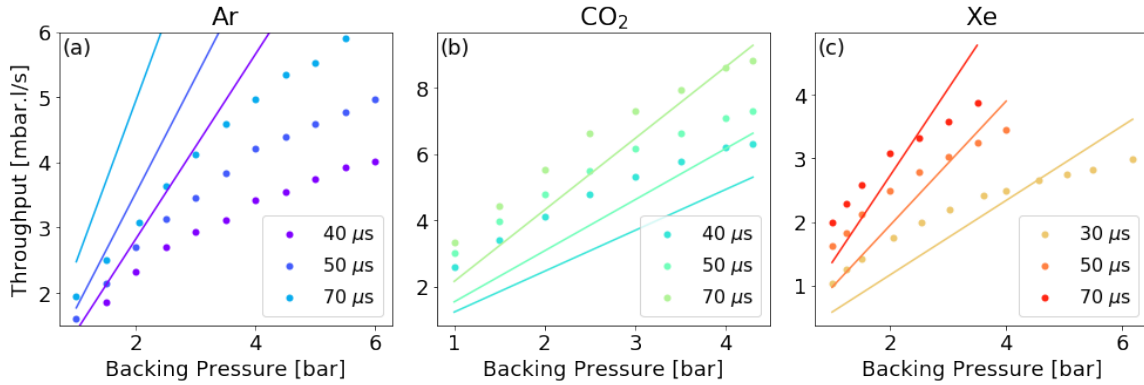 Ar
CO₂
Xe
(a)
(b)
(c)
Throughput [mbar.l/s]
6
5
4
3
2
8
6
4
2
4
3
2
1
40 μs
50 μs
70 μs
40 μs
50 μs
70 μs
30 μs
50 μs
70 μs
2 4 6
1 2 3 4
2 4 6
Backing Pressure [bar]
Backing Pressure [bar]
Backing Pressure [bar]